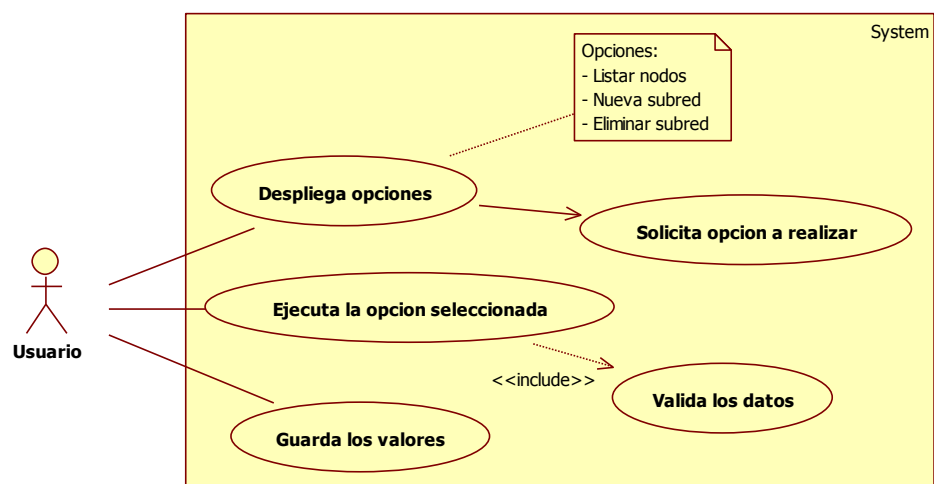 System
Opciones:
- Listar nodos
- Nueva subred
- Eliminar subred
Despliega opciones
Solicita opcion a realizar
Ejecuta la opcion seleccionada
Usuario
<<include>>
Valida los datos
Guarda los valores